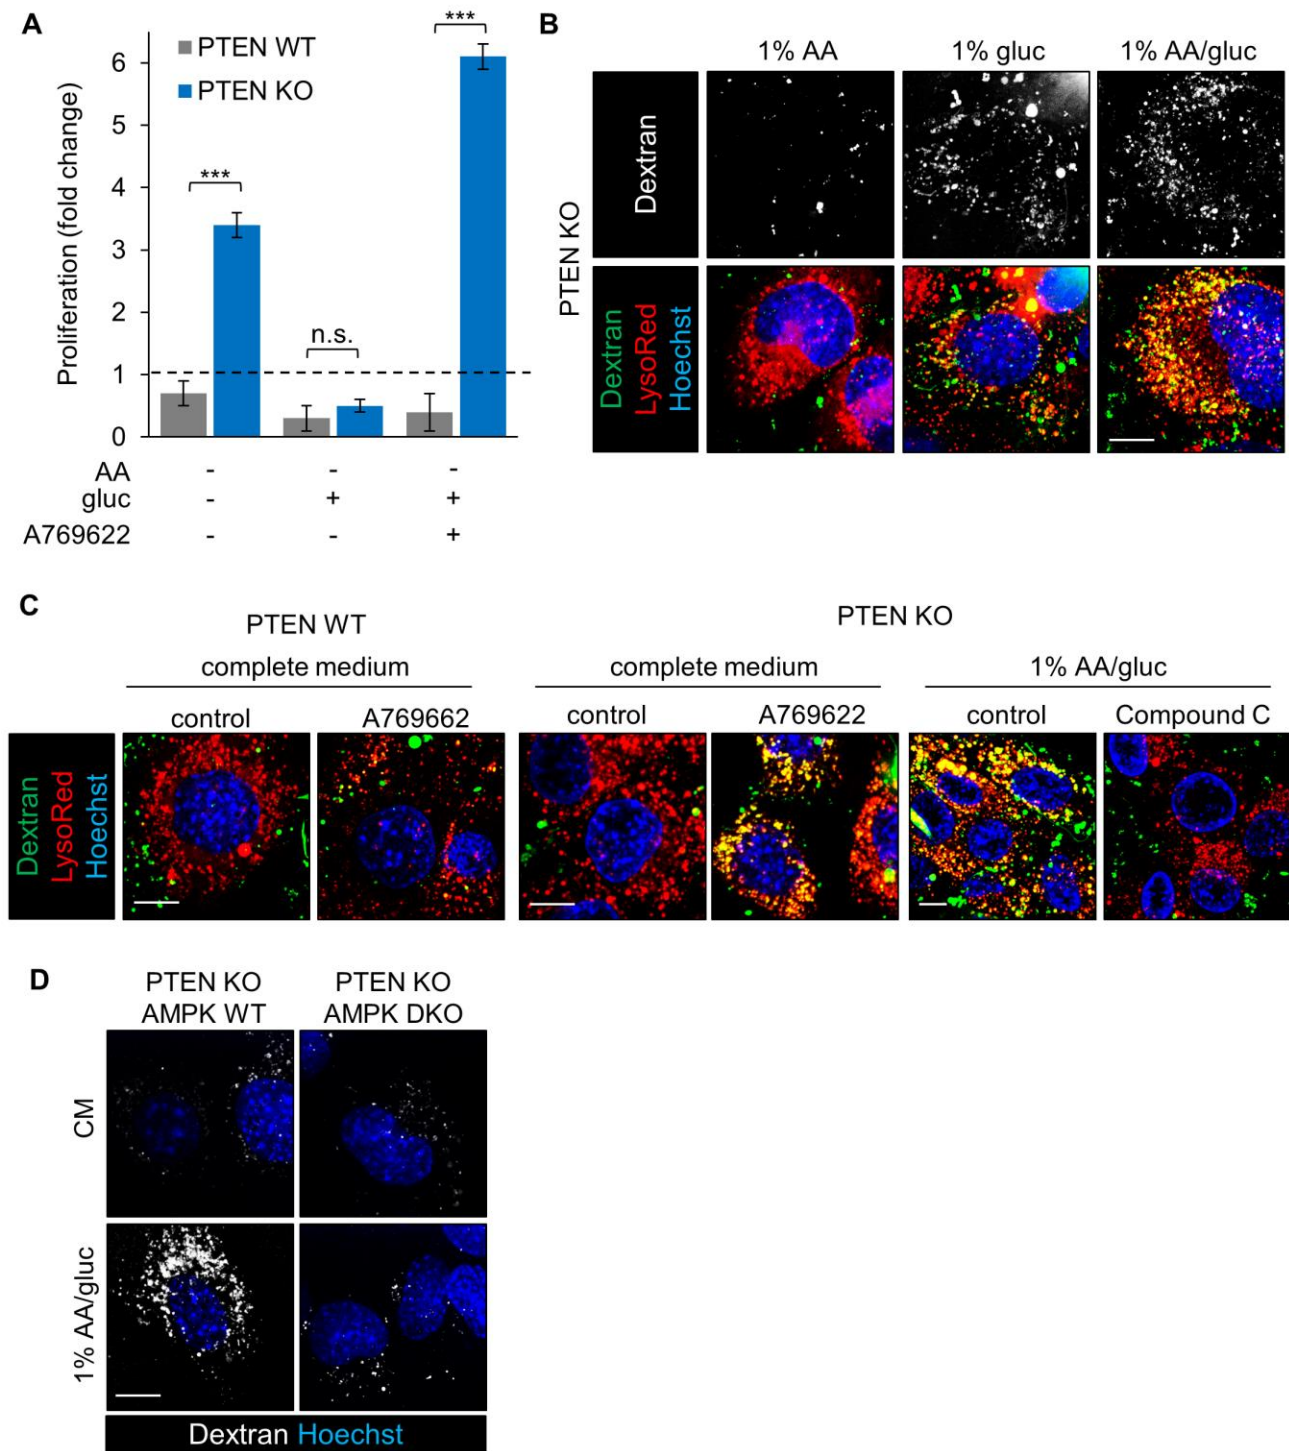 A
PTEN WT
PTEN KO
Proliferation (fold change)
6
5
4
3
2
1
0
***
n.s.
***
AA - - -
gluc - + +
A769622 - - +
B
1% AA 1% gluc 1% AA/gluc
PTEN KO
Dextran
Dextran
LysoRed
Hoechst
C
PTEN WT PTEN KO
complete medium complete medium 1% AA/gluc
control A769662 control A769622 control Compound C
Dextran
LysoRed
Hoechst
D
PTEN KO PTEN KO
AMPK WT AMPK DKO
CM
1% AA/gluc
Dextran Hoechst